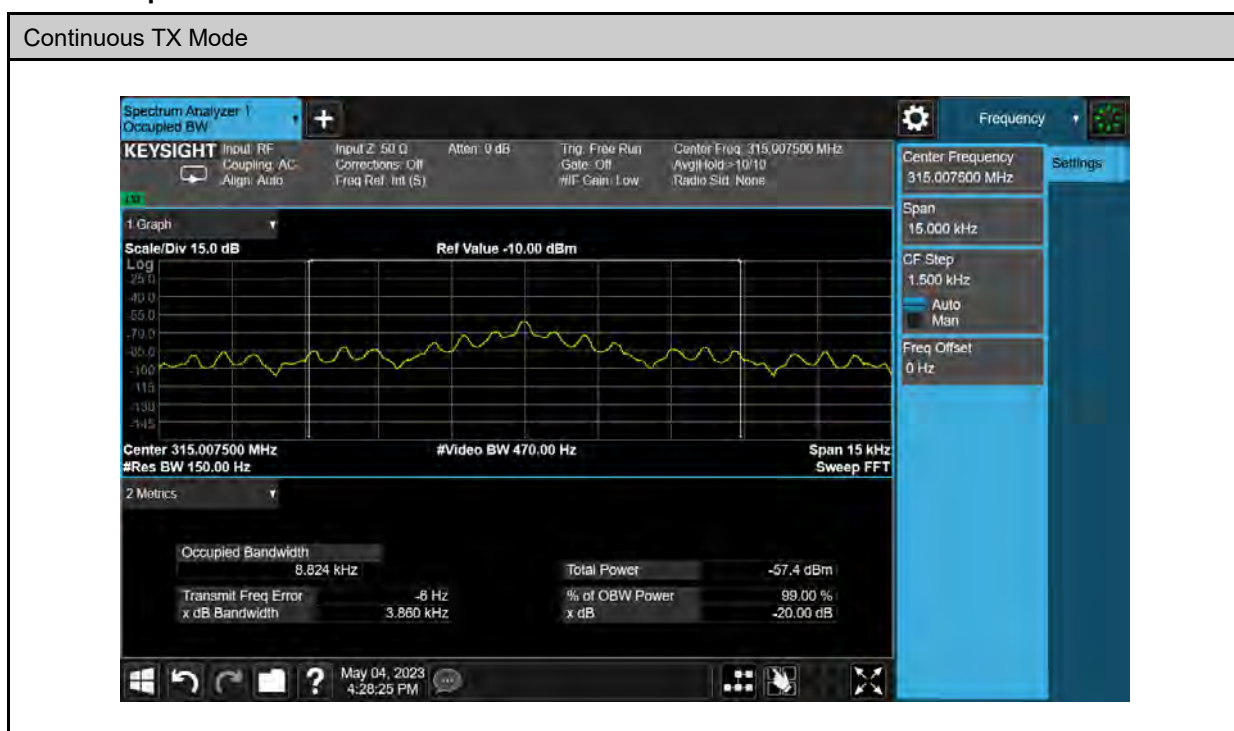 Continuous TX Mode
Spectrum Analyzer 1
Occupied BW
+
Frequency
KEYSIGHT
Input: RF
Coupling: AC
Align: Auto
Input Z: 50 Ω
Corrections: Off
Freq Ref: Int (S)
Atten: 0 dB
Trig: Free Run
Gate: Off
#IF Gain: Low
Center Freq: 315.007500 MHz
Avg|Hold:>10/10
Radio Std: None
Center Frequency
315.007500 MHz
Settings
Span
15.000 kHz
CF Step
1.500 kHz
Auto
Man
Freq Offset
0 Hz
1 Graph
Scale/Div 15.0 dB
Ref Value -10.00 dBm
Log
-25.0
-40.0
-55.0
-70.0
-85.0
-100
-115
-130
-145
Center 315.007500 MHz
#Video BW 470.00 Hz
Span 15 kHz
#Res BW 150.00 Hz
Sweep FFT
2 Metrics
Occupied Bandwidth
8.824 kHz
Total Power
-57.4 dBm
Transmit Freq Error
-6 Hz
% of OBW Power
99.00 %
x dB Bandwidth
3.860 kHz
x dB
-20.00 dB
?
May 04, 2023
4:28:25 PM